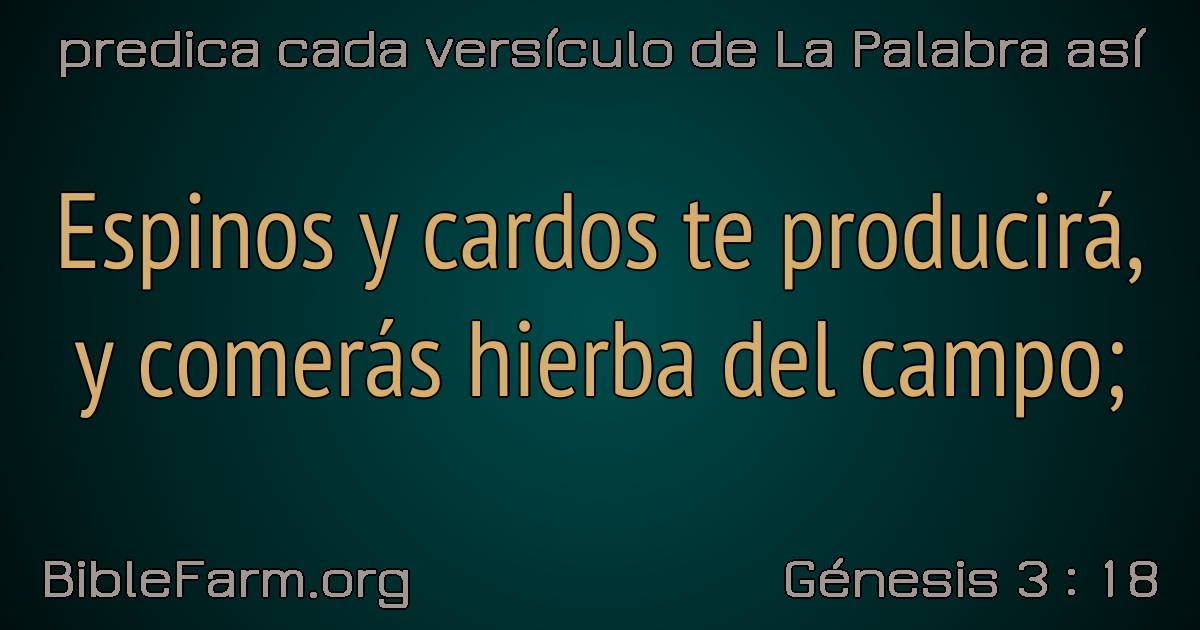 predica cada versículo de La Palabra así
Espinos y cardos te producirá,
y comerás hierba del campo;
BibleFarm.org
Génesis 3 : 18